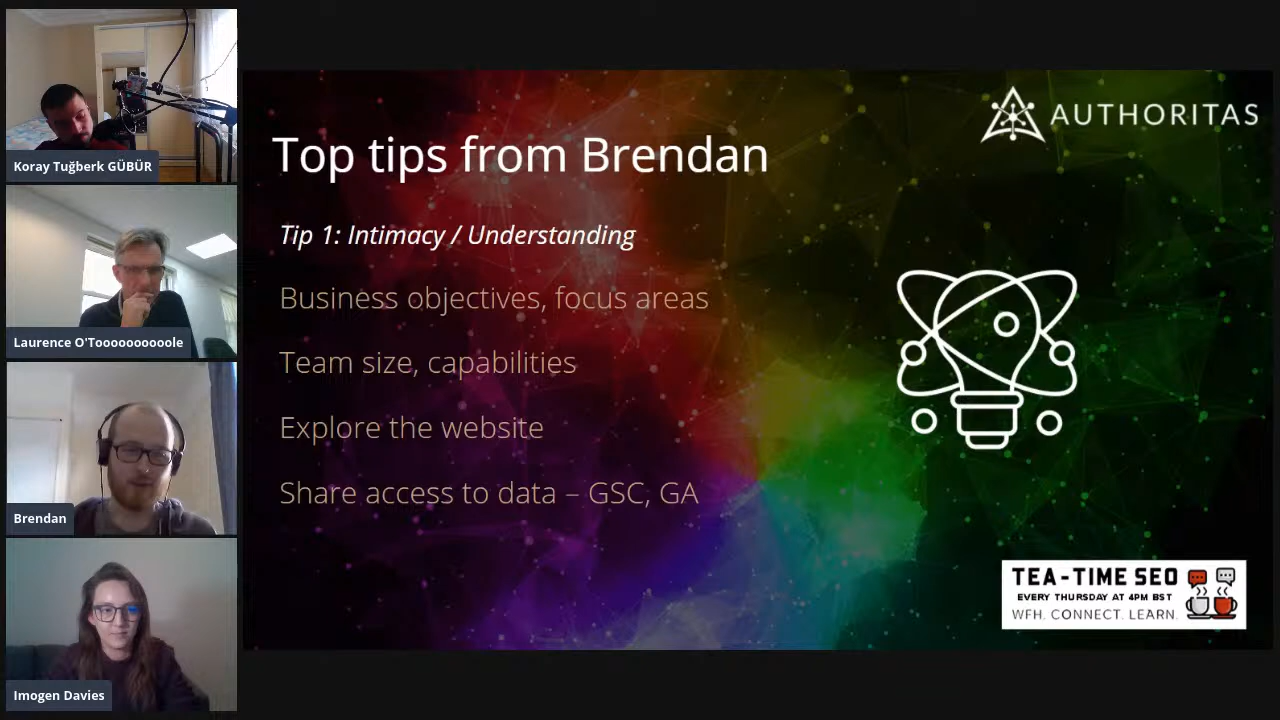 Koray Tuğberk GÜBÜR
Laurence O'Toooooooooole
Brendan
Imogen Davies
AUTHORITAS
Top tips from Brendan
Tip 1: Intimacy / Understanding
Business objectives, focus areas
Team size, capabilities
Explore the website
Share access to data – GSC, GA
TEA-TIME SEO
EVERY THURSDAY AT 4PM BST
WFH. CONNECT. LEARN.